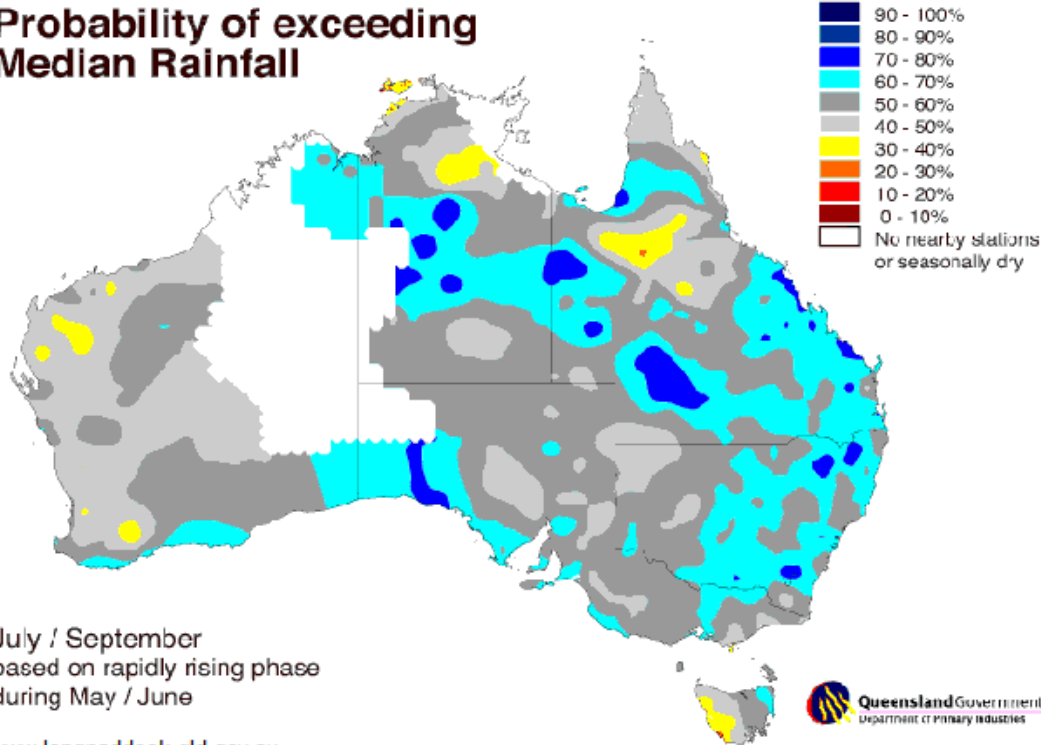 Probability of exceeding
Median Rainfall
90 - 100%
80 - 90%
70 - 80%
60 - 70%
50 - 60%
40 - 50%
30 - 40%
20 - 30%
10 - 20%
0 - 10%
No nearby stations
or seasonally dry
July / September
based on rapidly rising phase
during May / June
Queensland Government
Department of Primary Industries